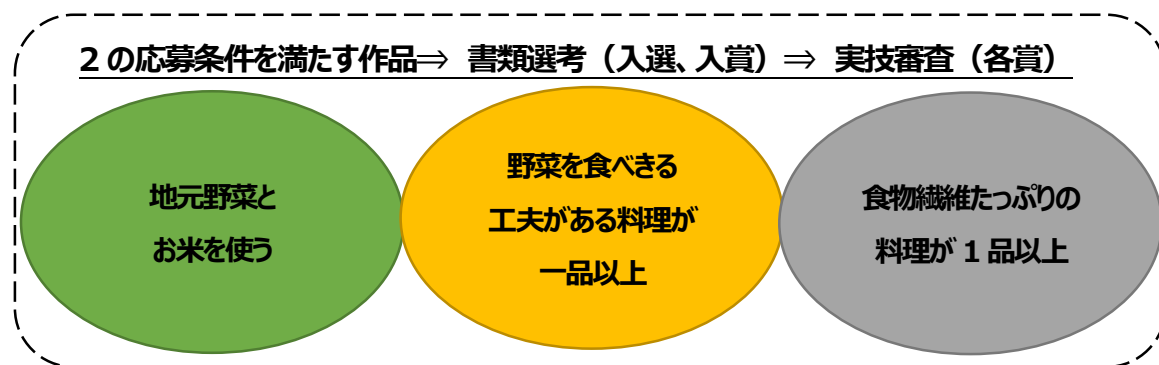 2 の応募条件を満たす作品⇒ 書類選考（入選、入賞）⇒ 実技審査（各賞）
地元野菜と
お米を使う
野菜を食べきる
工夫がある料理が
一品以上
食物繊維たっぷりの
料理が 1 品以上